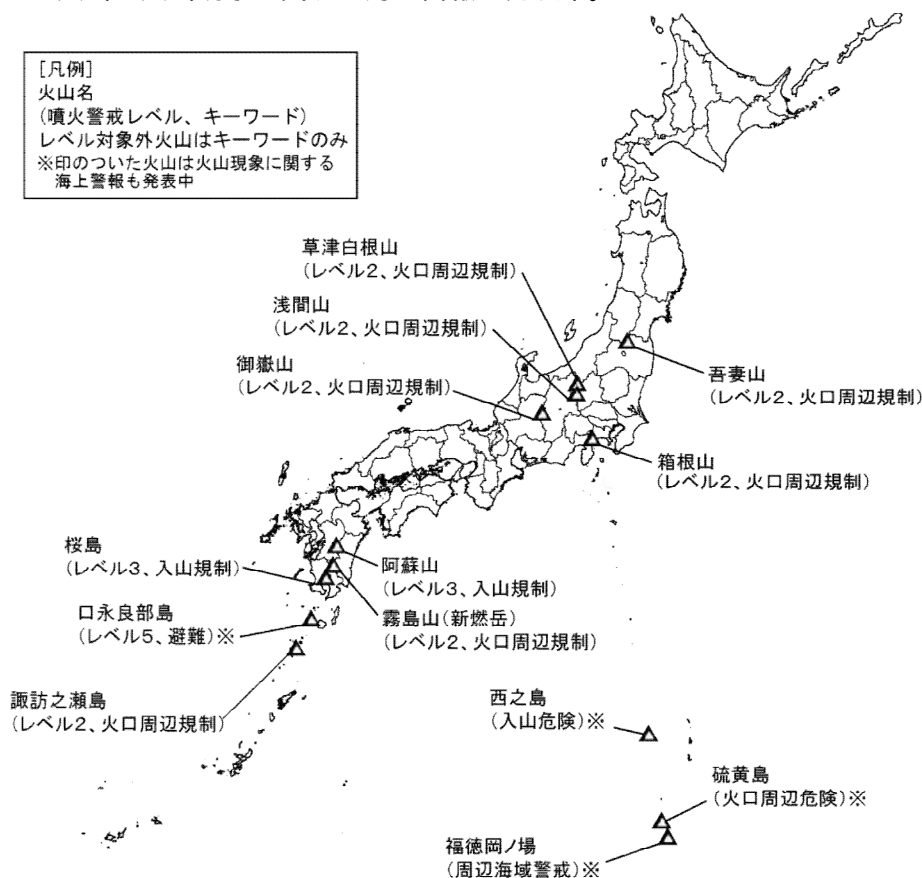 [凡例]
火山名
(噴火警戒レベル、キーワード)
レベル対象外火山はキーワードのみ
※印のついた火山は火山現象に関する
海上警報も発表中
草津白根山
(レベル2、火口周辺規制)
浅間山
(レベル2、火口周辺規制)
御嶽山
(レベル2、火口周辺規制)
吾妻山
(レベル2、火口周辺規制)
箱根山
(レベル2、火口周辺規制)
桜島
(レベル3、入山規制)
阿蘇山
(レベル3、入山規制)
口永良部島
(レベル5、避難)※
霧島山(新燃岳)
(レベル2、火口周辺規制)
諏訪之瀬島
(レベル2、火口周辺規制)
西之島
(入山危険)※
硫黄島
(火口周辺危険)※
福徳岡ノ場
(周辺海域警戒)※